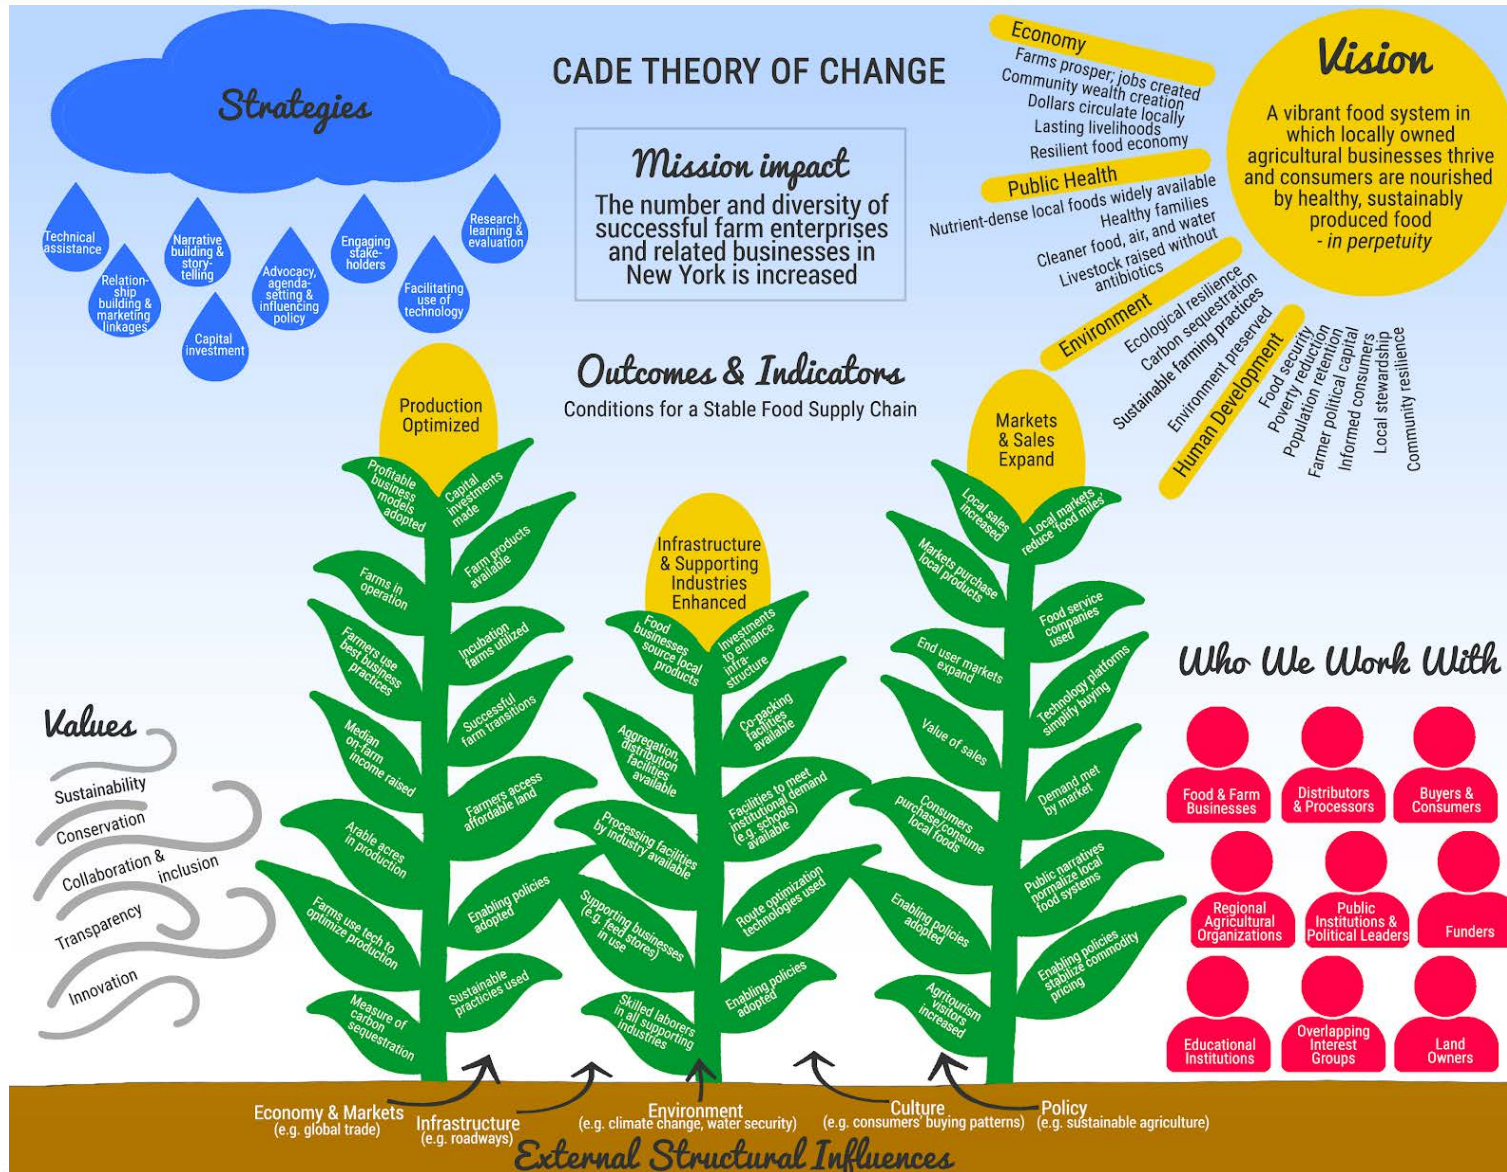 CADE THEORY OF CHANGE
Strategies
Technical
assistance
Relation-
ship
building &
marketing
linkages
Narrative
building &
story-
telling
Capital
investment
Advocacy,
agenda-
setting &
influencing
policy
Engaging
stake-
holders
Facilitating
use of
technology
Research,
learning &
evaluation
Mission impact
The number and diversity of
successful farm enterprises
and related businesses in
New York is increased
Vision
A vibrant food system in
which locally owned
agricultural businesses thrive
and consumers are nourished
by healthy, sustainably
produced food
- in perpetuity
Economy
Farms prosper; jobs created
Community wealth creation
Dollars circulate locally
Lasting livelihoods
Resilient food economy
Public Health
Nutrient-dense local foods widely available
Healthy families
Cleaner food, air, and water
Livestock raised without
antibiotics
Environment
Ecological resilience
Carbon sequestration
Sustainable farming practices
Environment preserved
Human Development
Food security
Poverty reduction
Population retention
Farmer political capital
Informed consumers
Local stewardship
Community resilience
Outcomes & Indicators
Conditions for a Stable Food Supply Chain
Production
Optimized
Profitable
business
models
adopted
Capital
investments
made
Farm products
available
Farms in
operation
Incubation
farms utilized
Farmers use
best business
practices
Successful
farm transitions
Median
on-farm
income raised
Farmers access
affordable land
Arable acres
in production
Enabling policies
adopted
Farms use tech to
optimize production
Sustainable
practicies used
Measure of
carbon
sequestration
Infrastructure
& Supporting
Industries
Enhanced
Food
businesses
source local
products
Investments
to enhance
infra-
structure
Co-packing
facilities
available
Aggregation,
distribution
facilities
available
Facilities to meet
institutional demand
(e.g. schools)
available
Processing facilities
by industry available
Route optimization
technologies used
Supporting businesses
(e.g. feed stores)
in use
Enabling policies
adopted
Skilled laborers
in all supporting
industries
Markets
& Sales
Expand
Local sales
increased
Local markets
reduce 'food miles'
Markets purchase
local products
Food service
companies
used
End user markets
expand
Technology platforms
simplify buying
Value of sales
Demand met
by market
Consumers
purchase/consume
local foods
Public narratives
normalize local
food systems
Enabling policies
adopted
Enabling policies
stabilize commodity
pricing
Agritourism
visitors
increased
Values
Sustainability
Conservation
Collaboration &
inclusion
Transparency
Innovation
Who We Work With
Food & Farm
Businesses
Distributors
& Processors
Buyers &
Consumers
Regional
Agricultural
Organizations
Public
Institutions &
Political Leaders
Funders
Educational
Institutions
Overlapping
Interest
Groups
Land
Owners
Economy & Markets
(e.g. global trade)
Infrastructure
(e.g. roadways)
Environment
(e.g. climate change, water security)
Culture
(e.g. consumers' buying patterns)
Policy
(e.g. sustainable agriculture)
External Structural Influences